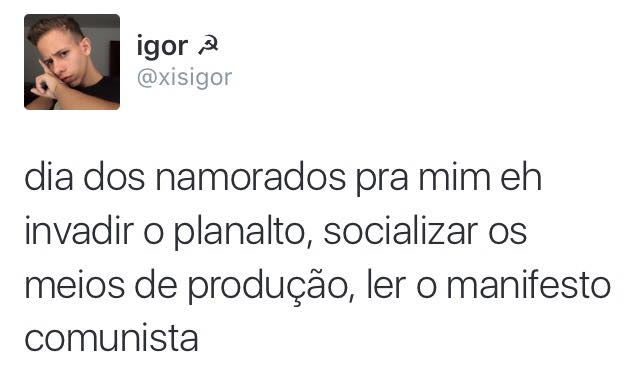 igor ☭
@xisigor
dia dos namorados pra mim eh
invadir o planalto, socializar os
meios de produção, ler o manifesto
comunista